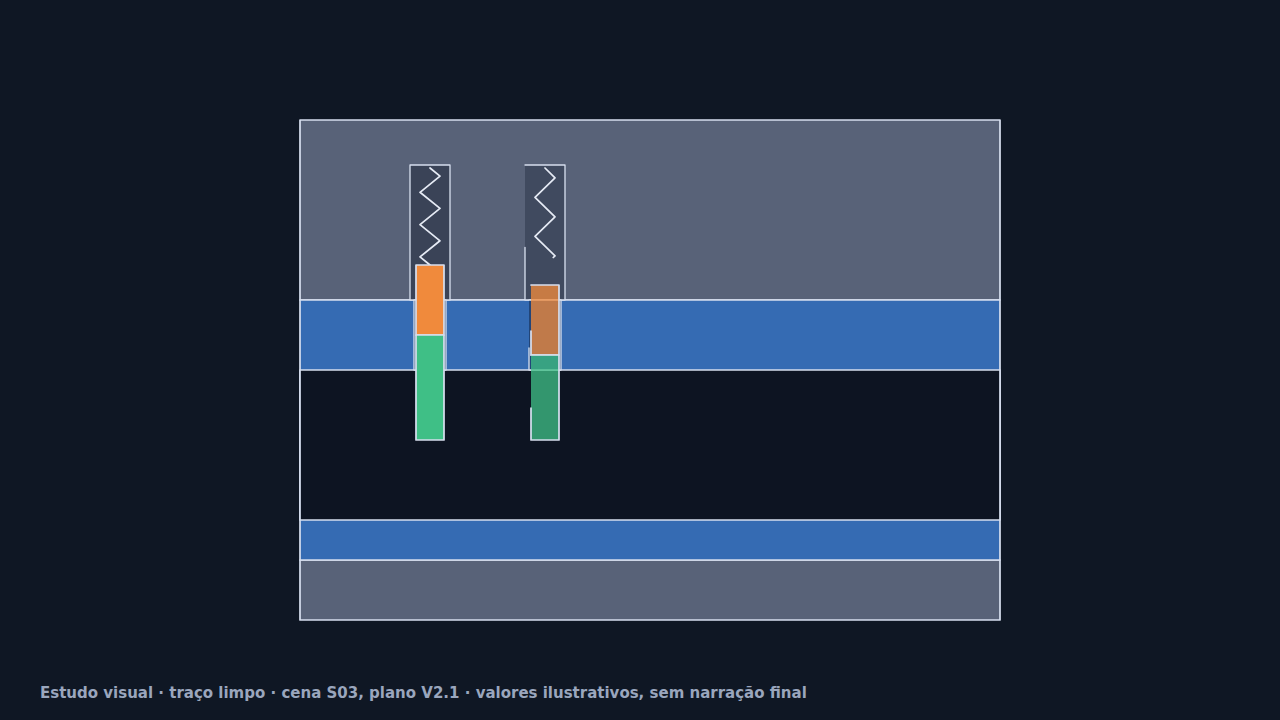 Estudo visual · traço limpo · cena S03, plano V2.1 · valores ilustrativos, sem narração final